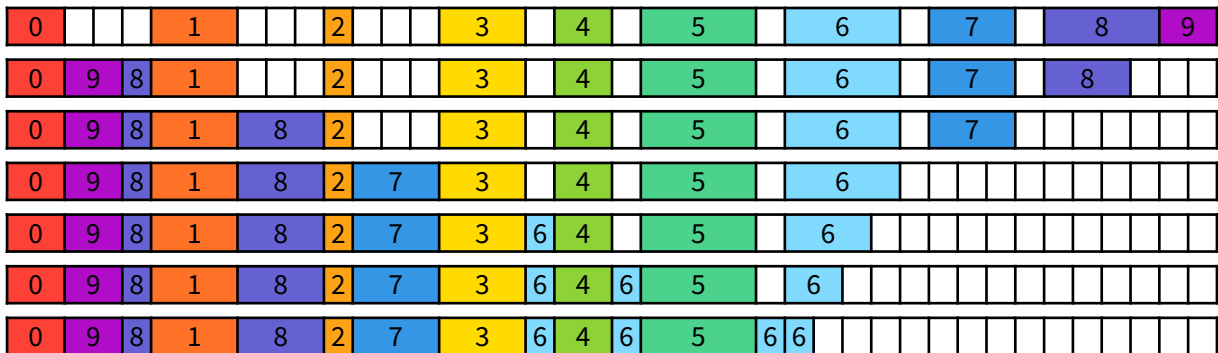 0 1 2 3 4 5 6 7 8 9
0 9 8 1 2 3 4 5 6 7 8
0 9 8 1 8 2 3 4 5 6 7
0 9 8 1 8 2 7 3 4 5 6
0 9 8 1 8 2 7 3 6 4 5 6
0 9 8 1 8 2 7 3 6 4 6 5 6
0 9 8 1 8 2 7 3 6 4 6 5 6 6